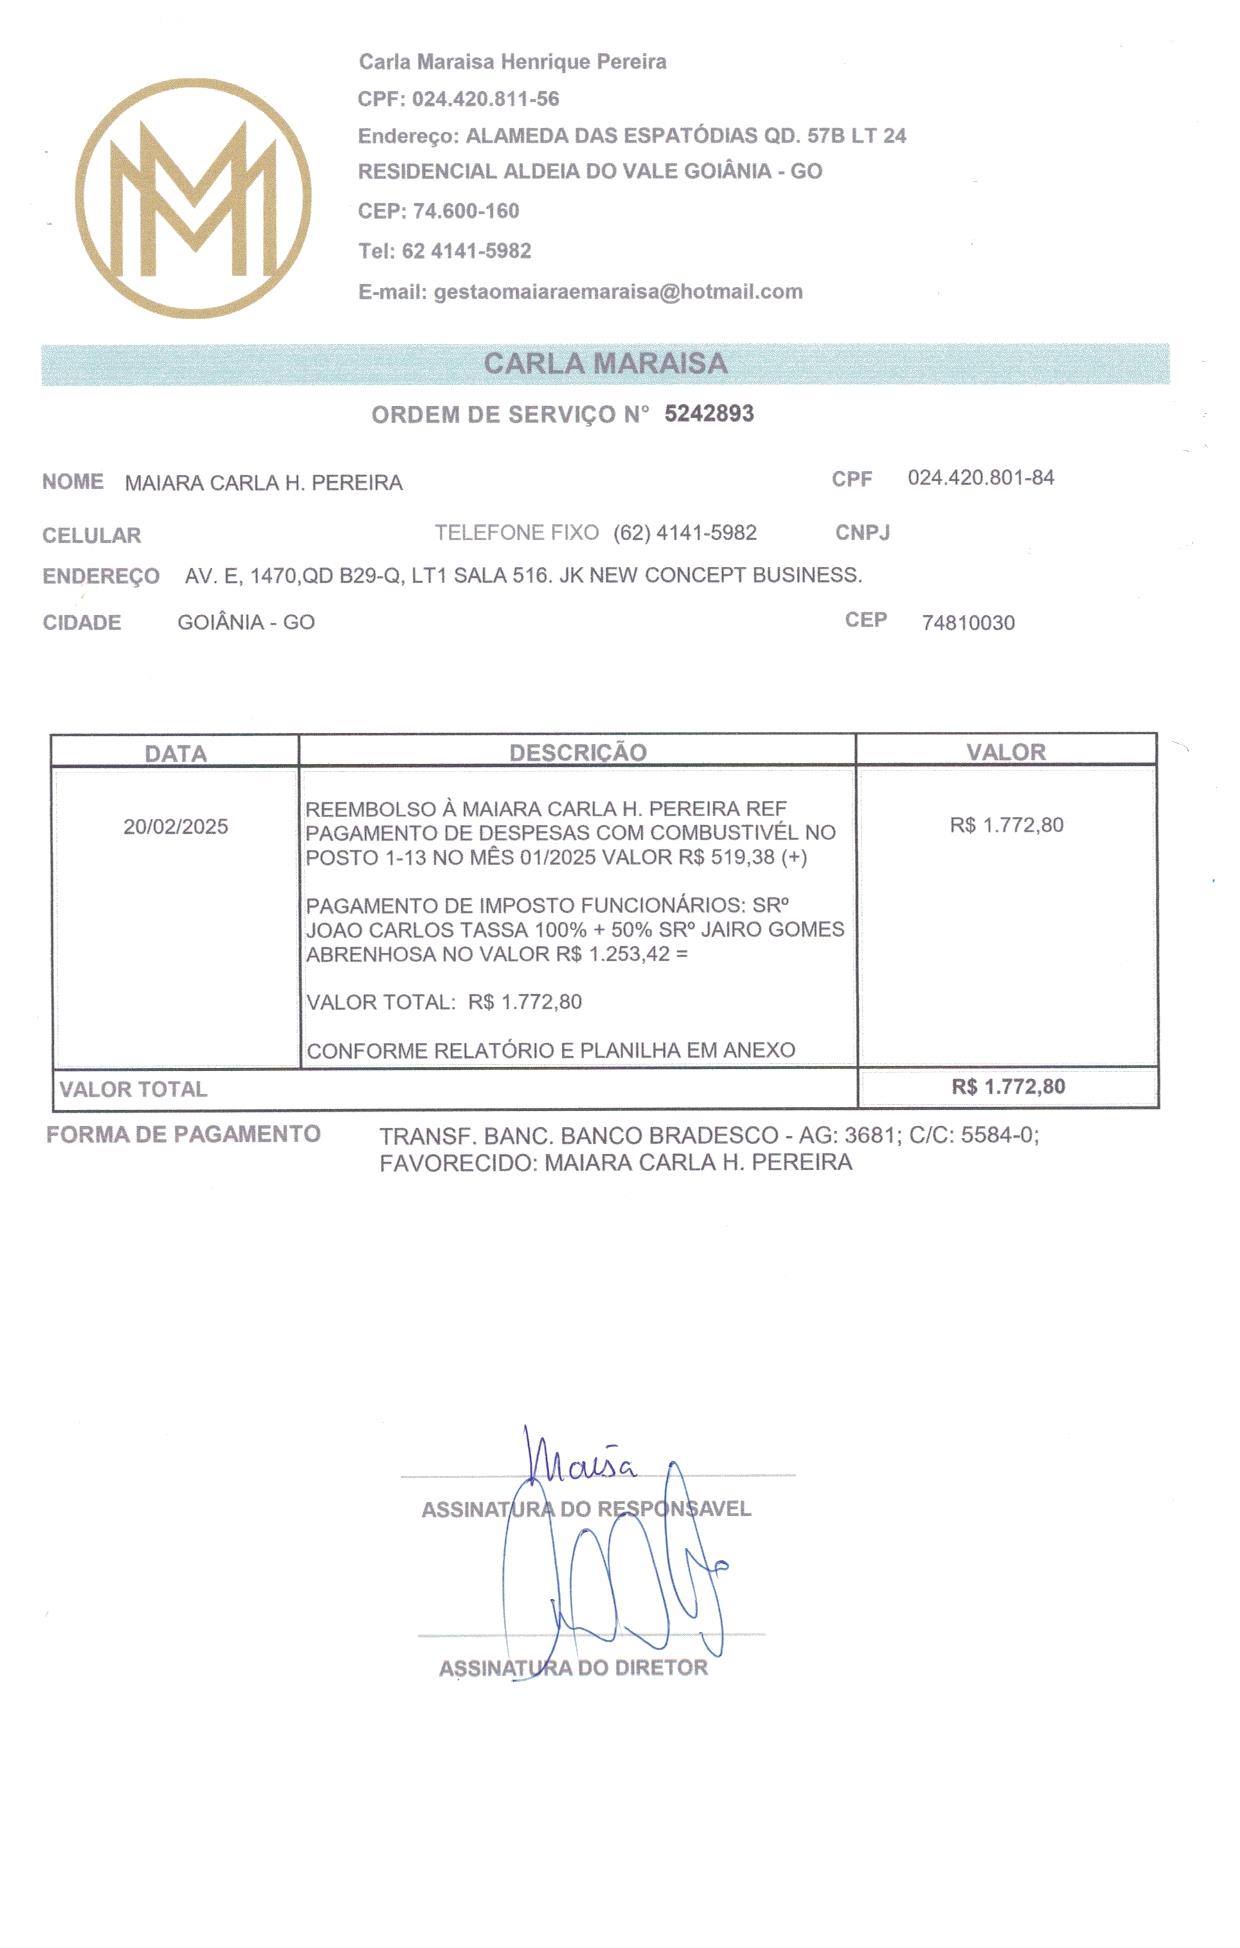 MM
Carla Maraisa Henrique Pereira
CPF: 024.420.811-56
Endereço: ALAMEDA DAS ESPATÓDIAS QD. 57B LT 24
RESIDENCIAL ALDEIA DO VALE GOIÂNIA - GO
CEP: 74.600-160
Tel: 62 4141-5982
E-mail: gestaomaiaraemaraisa@hotmail.com
CARLA MARAISA
ORDEM DE SERVIÇO N° 5242893
NOME MAIARA CARLA H. PEREIRA CPF 024.420.801-84
CELULAR TELEFONE FIXO (62) 4141-5982 CNPJ
ENDEREÇO AV. E, 1470,QD B29-Q, LT1 SALA 516. JK NEW CONCEPT BUSINESS.
CIDADE GOIÂNIA - GO CEP 74810030
DATA DESCRIÇÃO VALOR
20/02/2025 REEMBOLSO À MAIARA CARLA H. PEREIRA REF R$ 1.772,80
PAGAMENTO DE DESPESAS COM COMBUSTIVÉL NO
POSTO 1-13 NO MÊS 01/2025 VALOR R$ 519,38 (+)
PAGAMENTO DE IMPOSTO FUNCIONÁRIOS: SRº
JOAO CARLOS TASSA 100% + 50% SRº JAIRO GOMES
ABRENHOSA NO VALOR R$ 1.253,42 =
VALOR TOTAL: R$ 1.772,80
CONFORME RELATÓRIO E PLANILHA EM ANEXO
VALOR TOTAL R$ 1.772,80
FORMA DE PAGAMENTO TRANSF. BANC. BANCO BRADESCO - AG: 3681; C/C: 5584-0;
FAVORECIDO: MAIARA CARLA H. PEREIRA
ASSINATURA DO RESPONSAVEL
ASSINATURA DO DIRETOR